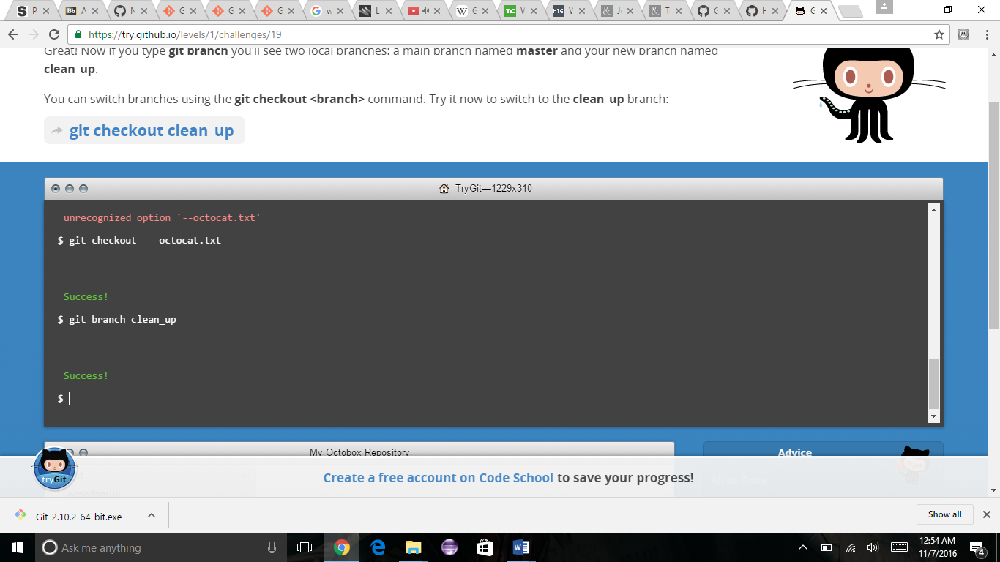 S P
Bb A
N
G
G
G
G w
L
W G
TC V
HTG V
& J
& T
C
H
G
https://try.github.io/levels/1/challenges/19
Great! Now if you type git branch you'll see two local branches: a main branch named master and your new branch named
clean_up.
You can switch branches using the git checkout <branch> command. Try it now to switch to the clean_up branch:
git checkout clean_up
TryGit—1229x310
unrecognized option `--octocat.txt'
$ git checkout -- octocat.txt
Success!
$ git branch clean_up
Success!
$
My Octobox Repository
Advice
tryGit
Create a free account on Code School to save your progress!
Git-2.10.2-64-bit.exe
Show all
Ask me anything
12:54 AM
11/7/2016
4